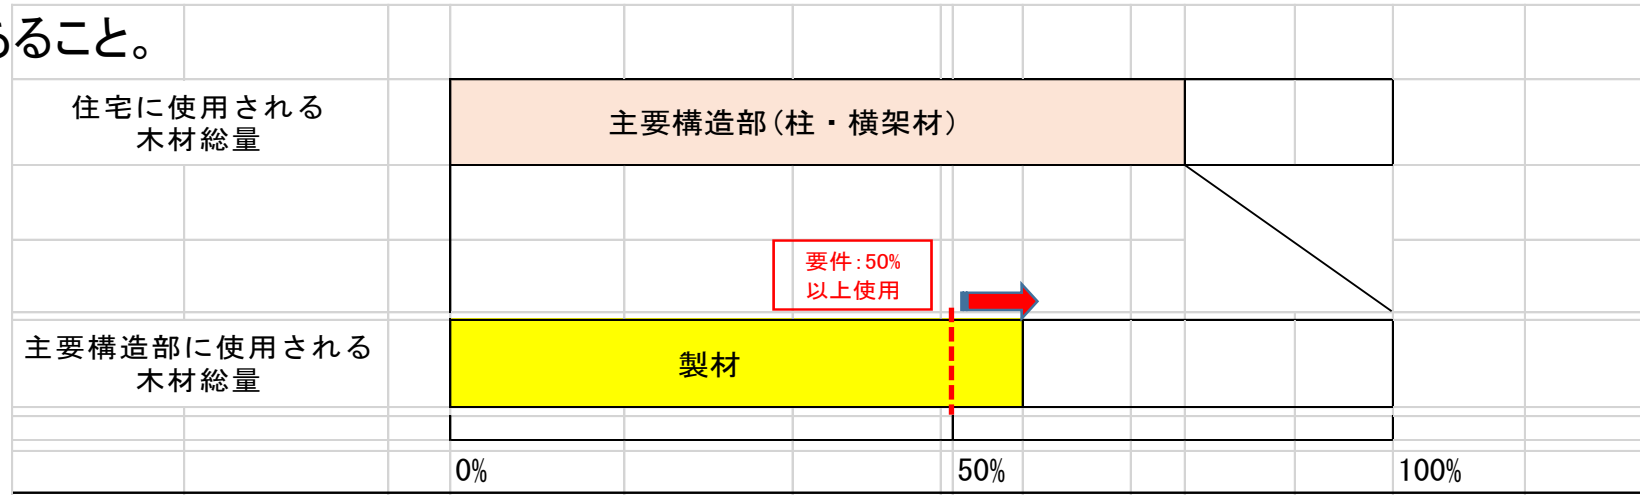 ること。
住宅に使用される
木材総量
主要構造部(柱・横架材)
要件:50%
以上使用
主要構造部に使用される
木材総量
製材
0%
50%
100%